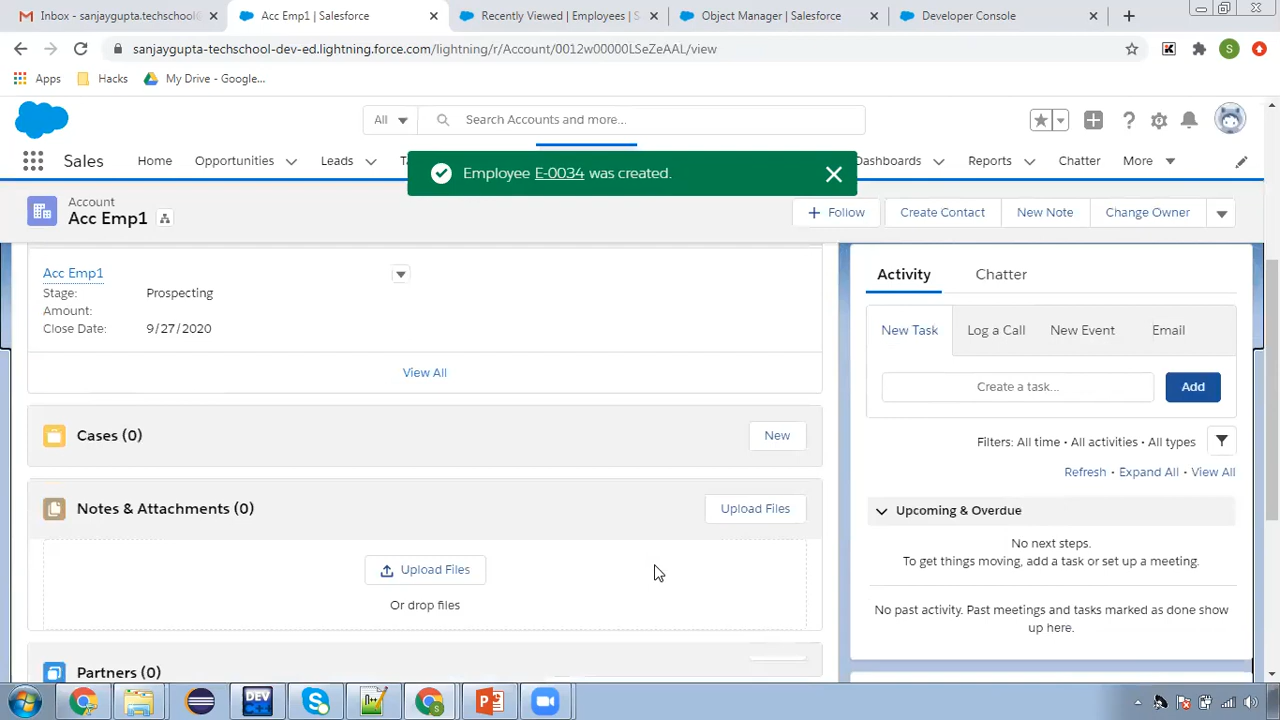 Inbox - sanjaygupta.techschool@
Acc Emp1 | Salesforce
Recently Viewed | Employees | S
Object Manager | Salesforce
Developer Console
sanjaygupta-techschool-dev-ed.lightning.force.com/lightning/r/Account/0012w00000LSeZeAAL/view
S
Apps
Hacks
My Drive - Google...
All
Search Accounts and more...
Sales
Home
Opportunities
Leads
Dashboards
Reports
Chatter
More
Employee E-0034 was created.
Account
Acc Emp1
Follow
Create Contact
New Note
Change Owner
Acc Emp1
Stage: Prospecting
Amount:
Close Date: 9/27/2020
View All
Cases (0)
New
Notes & Attachments (0)
Upload Files
Upload Files
Or drop files
Partners (0)
Activity
Chatter
New Task
Log a Call
New Event
Email
Create a task...
Add
Filters: All time • All activities • All types
Refresh • Expand All • View All
Upcoming & Overdue
No next steps.
To get things moving, add a task or set up a meeting.
No past activity. Past meetings and tasks marked as done show
up here.
DEV